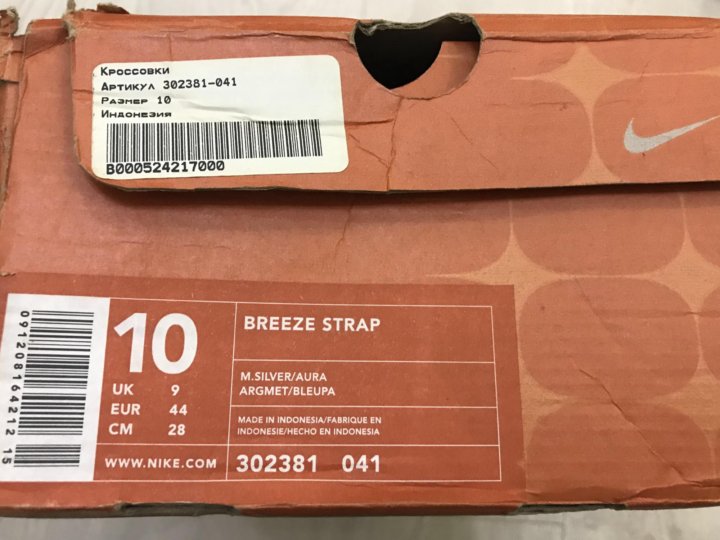 Кроссовки
Артикул 302381-041
Размер 10
Индонезия
B000524217000
091208164212 15
10
UK 9
EUR 44
CM 28
WWW.NIKE.COM
BREEZE STRAP
M.SILVER/AURA
ARGMET/BLEUPA
MADE IN INDONESIA/FABRIQUE EN
INDONESIE/HECHO EN INDONESIA
302381 041